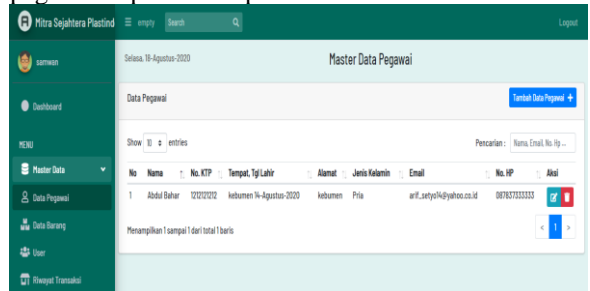 Mitra Sejahtera Plastind
empty
Search
Logout
samwan
Selasa, 18-Agustus-2020
Master Data Pegawai
Dashboard
Data Pegawai
Tambah Data Pegawai +
MENU
Show 10 entries
Pencarian : Nama, Email, No. Hp ...
Master Data
No Nama No. KTP Tempat, Tgl Lahir Alamat Jenis Kelamin Email No. HP Aksi
Data Pegawai
1 Abdul Bahar 1212121212 kebumen 14-Agustus-2020 kebumen Pria arif_setyo14@yahoo.co.id 087837333333
Data Barang
Menampilkan 1 sampai 1 dari total 1 baris
< 1 >
User
Riwayat Transaksi